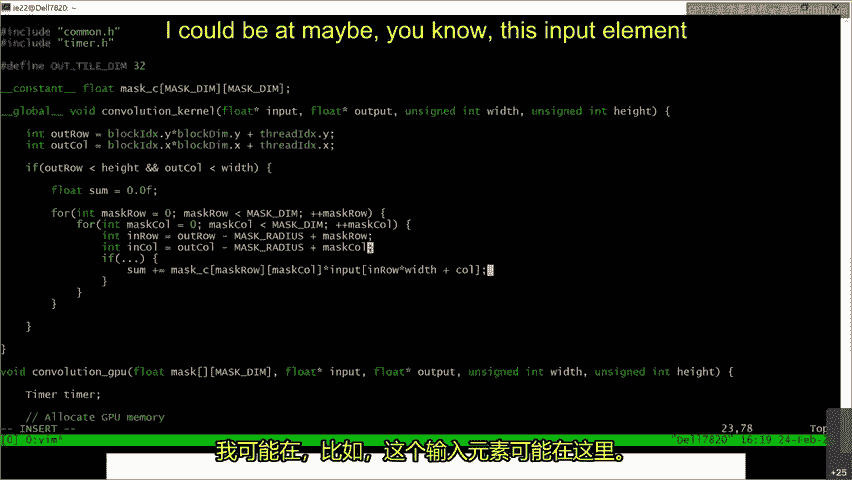 ie22@Dell7820: ~
I could be at maybe, you know, this input element
#include "common.h"
#include "timer.h"
#define OUT_TILE_DIM 32
__constant__ float mask_c[MASK_DIM][MASK_DIM];
__global__ void convolution_kernel(float* input, float* output, unsigned int width, unsigned int height) {
int outRow = blockIdx.y*blockDim.y + threadIdx.y;
int outCol = blockIdx.x*blockDim.x + threadIdx.x;
if(outRow < height && outCol < width) {
float sum = 0.0f;
for(int maskRow = 0; maskRow < MASK_DIM; ++maskRow) {
for(int maskCol = 0; maskCol < MASK_DIM; ++maskCol) {
int inRow = outRow - MASK_RADIUS + maskRow;
int inCol = outCol - MASK_RADIUS + maskCol;
if(...) {
sum += mask_c[maskRow][maskCol]*input[inRow*width + col];
}
}
}
}
}
void convolution_gpu(float mask[][MASK_DIM], float* input, float* output, unsigned int width, unsigned int height) {
Timer timer;
// Allocate GPU memory
-- INSERT -- 23,78 Top
[0] 0:vim* "Dell7820" 16:19 24-Feb-2
我可能在，比如，这个输入元素可能在这里。
+25